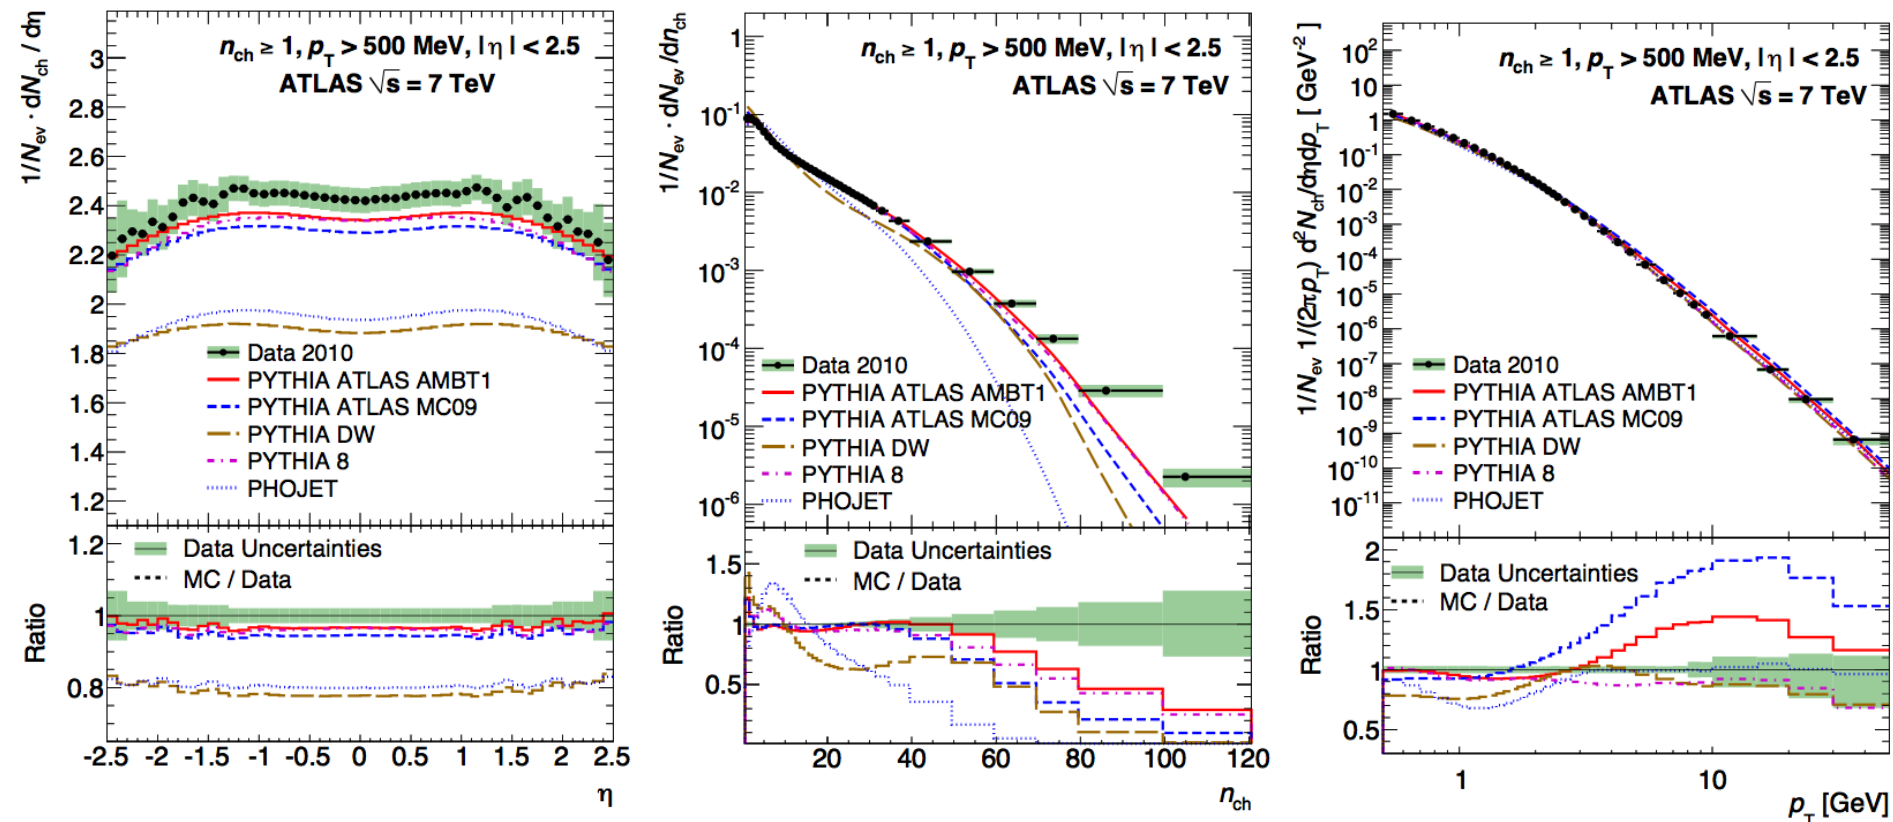 1/N_ev · dN_ch / dη
n_ch ≥ 1, p_T > 500 MeV, |η| < 2.5
ATLAS √s = 7 TeV
3
2.8
2.6
2.4
2.2
2
1.8
1.6
1.4
1.2
Data 2010
PYTHIA ATLAS AMBT1
PYTHIA ATLAS MC09
PYTHIA DW
PYTHIA 8
PHOJET
Ratio
1.2
1
0.8
Data Uncertainties
MC / Data
-2.5 -2 -1.5 -1 -0.5 0 0.5 1 1.5 2 2.5
η
1/N_ev · dN_ev/dn_ch
n_ch ≥ 1, p_T > 500 MeV, |η| < 2.5
ATLAS √s = 7 TeV
1
10^-1
10^-2
10^-3
10^-4
10^-5
10^-6
Data 2010
PYTHIA ATLAS AMBT1
PYTHIA ATLAS MC09
PYTHIA DW
PYTHIA 8
PHOJET
Ratio
1.5
1
0.5
Data Uncertainties
MC / Data
20 40 60 80 100 120
n_ch
1/N_ev 1/(2πp_T) d²N_ch/dηdp_T [ GeV^-2 ]
n_ch ≥ 1, p_T > 500 MeV, |η| < 2.5
ATLAS √s = 7 TeV
10^2
10
1
10^-1
10^-2
10^-3
10^-4
10^-5
10^-6
10^-7
10^-8
10^-9
10^-10
10^-11
Data 2010
PYTHIA ATLAS AMBT1
PYTHIA ATLAS MC09
PYTHIA DW
PYTHIA 8
PHOJET
Ratio
2
1.5
1
0.5
Data Uncertainties
MC / Data
1 10
p_T [GeV]